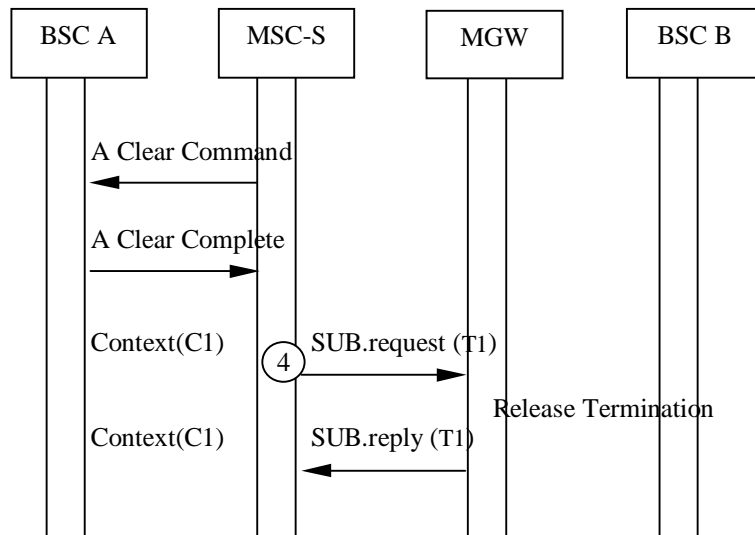 BSC A MSC-S MGW BSC B
A Clear Command
A Clear Complete
Context(C1) 4 SUB.request (T1)
Release Termination
Context(C1) SUB.reply (T1)